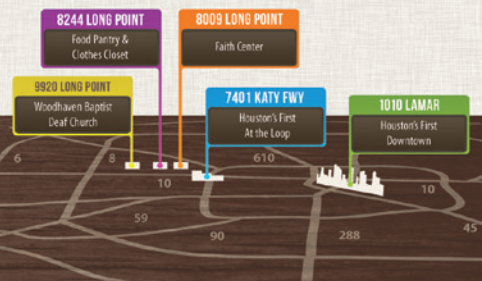 8244 LONG POINT
Food Pantry &
Clothes Closet
8009 LONG POINT
Faith Center
9920 LONG POINT
Woodhaven Baptist
Deaf Church
7401 KATY FWY
Houston's First
At the Loop
1010 LAMAR
Houston's First
Downtown
6
8
610
10
10
59
90
288
45